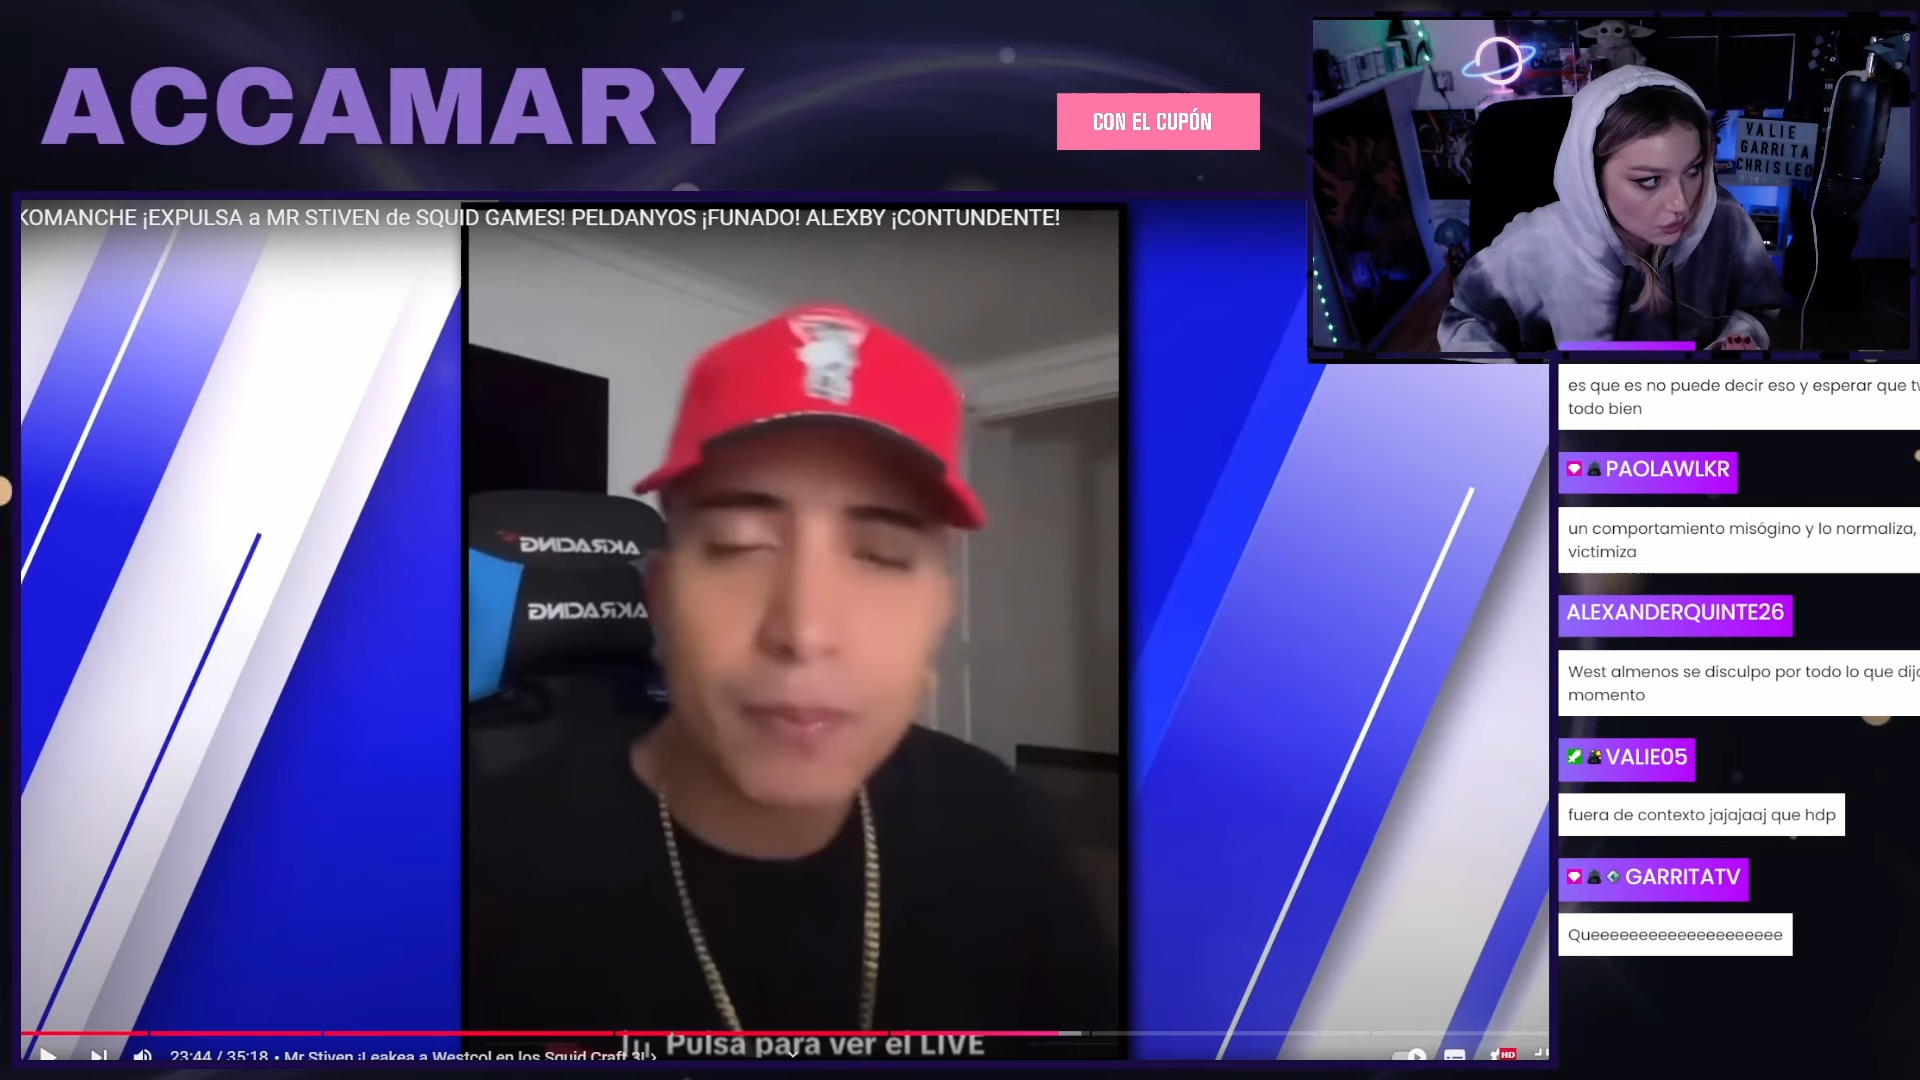 ACCAMARY
CON EL CUPÓN
KOMANCHE ¡EXPULSA a MR STIVEN de SQUID GAMES! PELDANYOS ¡FUNADO! ALEXBY ¡CONTUNDENTE!
VALIE
GARRITA
CHRISLEO
AKRACING
AKRACING
es que es no puede decir eso y esperar que
todo bien
PAOLAWLKR
un comportamiento misógino y lo normaliza,
victimiza
ALEXANDERQUINTE26
West almenos se disculpo por todo lo que
momento
VALIE05
fuera de contexto jajajaaj que hdp
GARRITATV
Queeeeeeeeeeeeeeeeeeee
Pulsa para ver el LIVE
23:44 / 35:18 • Mr Stiven ¡Leakea a Westcol en los Squid Craft 3! ›
HD